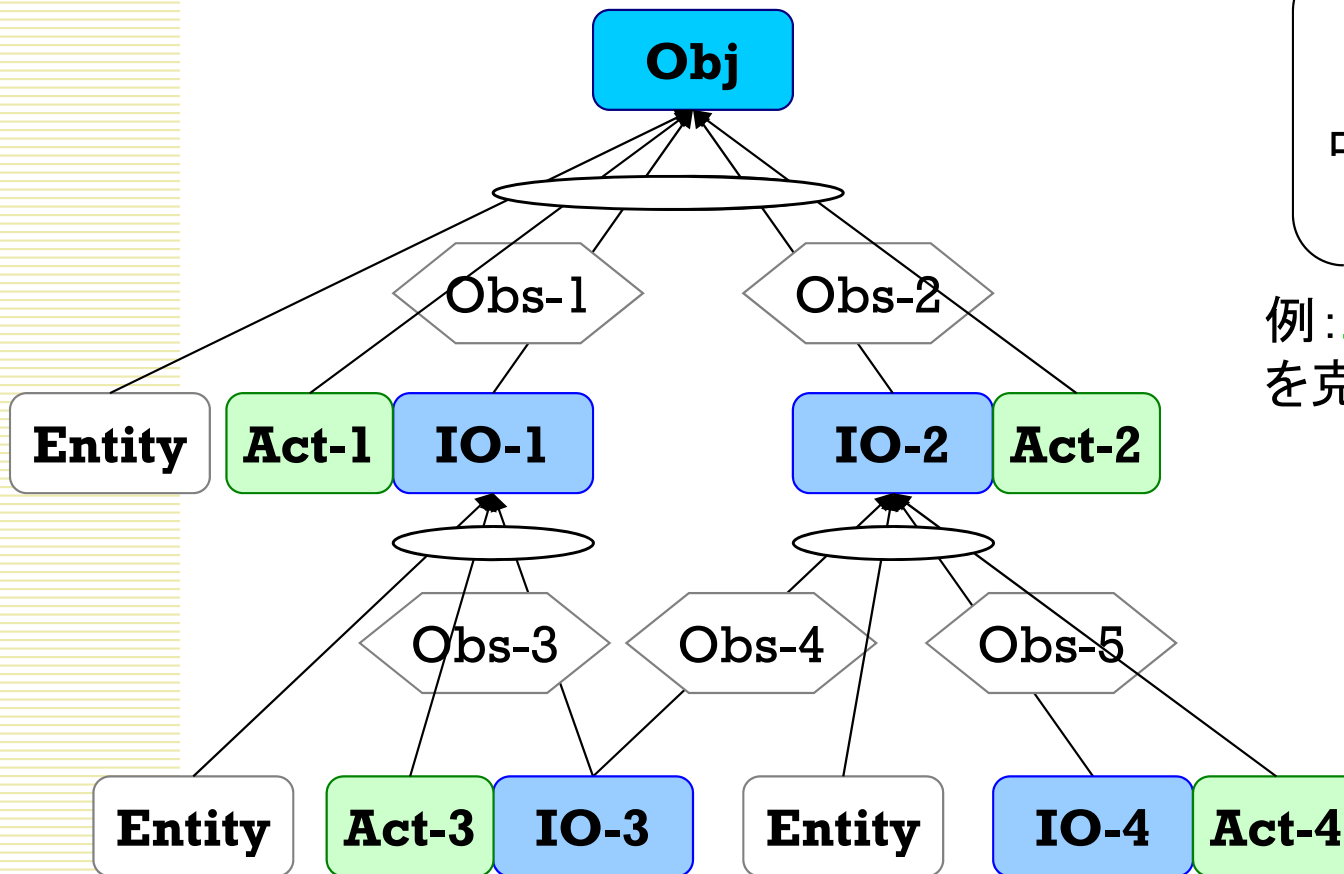 Obj
Obs-1 Obs-2
例:
を克
Entity Act-1 IO-1 IO-2 Act-2
Obs-3 Obs-4 Obs-5
Entity Act-3 IO-3 Entity IO-4 Act-4